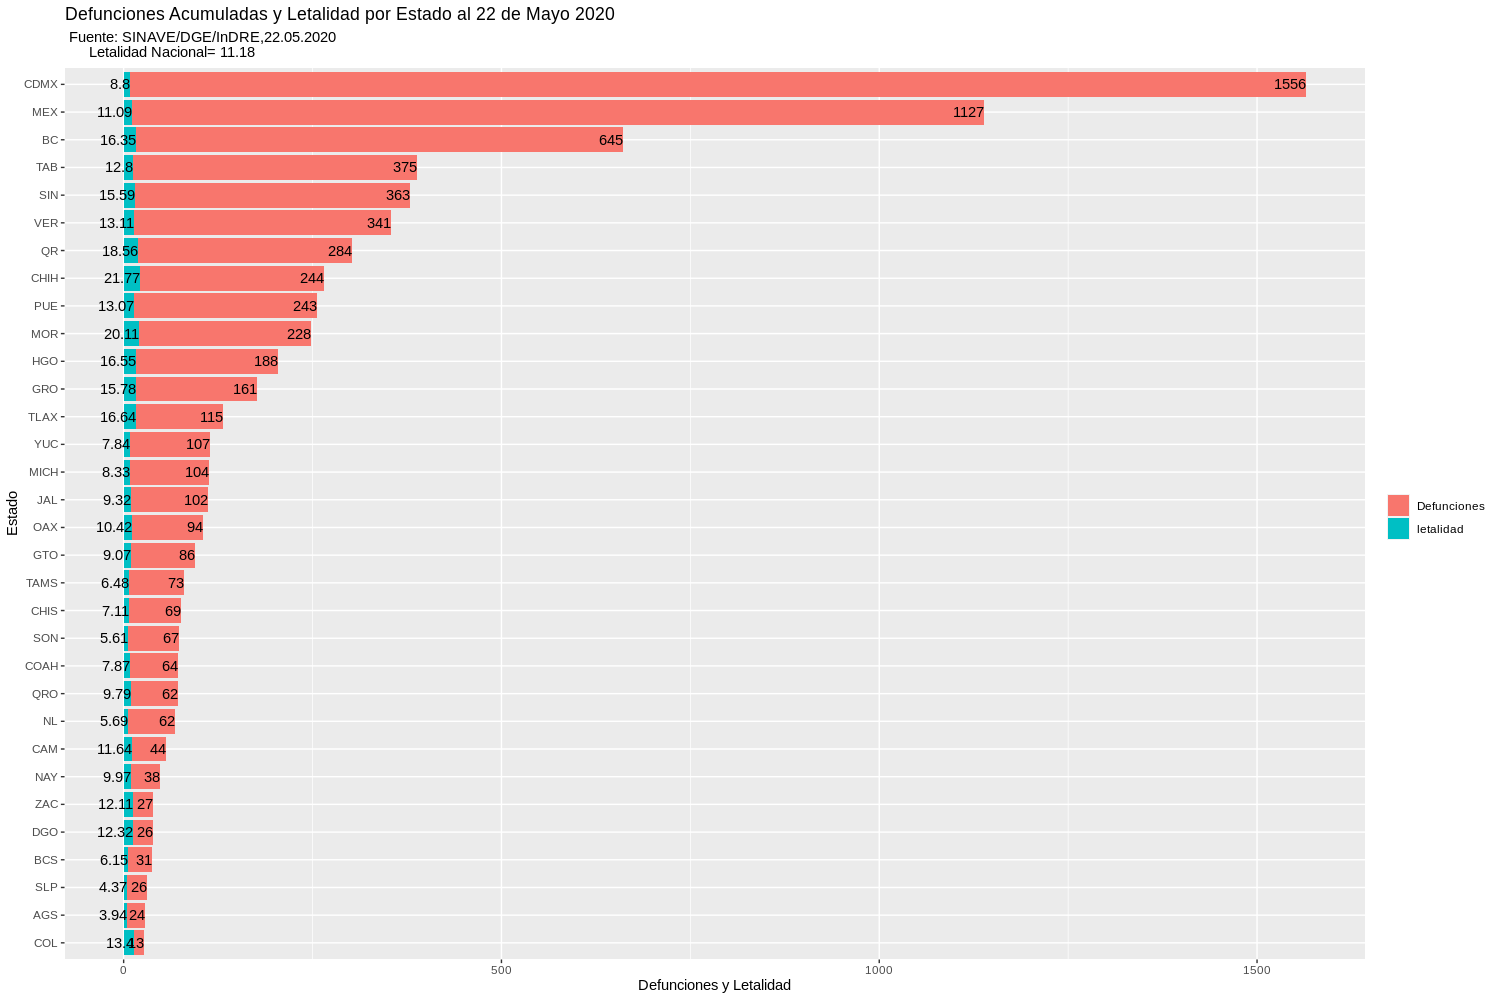 Defunciones Acumuladas y Letalidad por Estado al 22 de Mayo 2020
Fuente: SINAVE/DGE/InDRE,22.05.2020
Letalidad Nacional= 11.18
CDMX 8.8 1556
MEX 11.09 1127
BC 16.35 645
TAB 12.8 375
SIN 15.59 363
VER 13.11 341
QR 18.56 284
CHIH 21.77 244
PUE 13.07 243
MOR 20.11 228
HGO 16.55 188
GRO 15.78 161
TLAX 16.64 115
YUC 7.84 107
MICH 8.33 104
JAL 9.32 102
OAX 10.42 94
GTO 9.07 86
TAMS 6.48 73
CHIS 7.11 69
SON 5.61 67
COAH 7.87 64
QRO 9.79 62
NL 5.69 62
CAM 11.64 44
NAY 9.97 38
ZAC 12.11 27
DGO 12.32 26
BCS 6.15 31
SLP 4.37 26
AGS 3.94 24
COL 13.4 13
0 500 1000 1500
Defunciones y Letalidad
Estado
Defunciones
letalidad